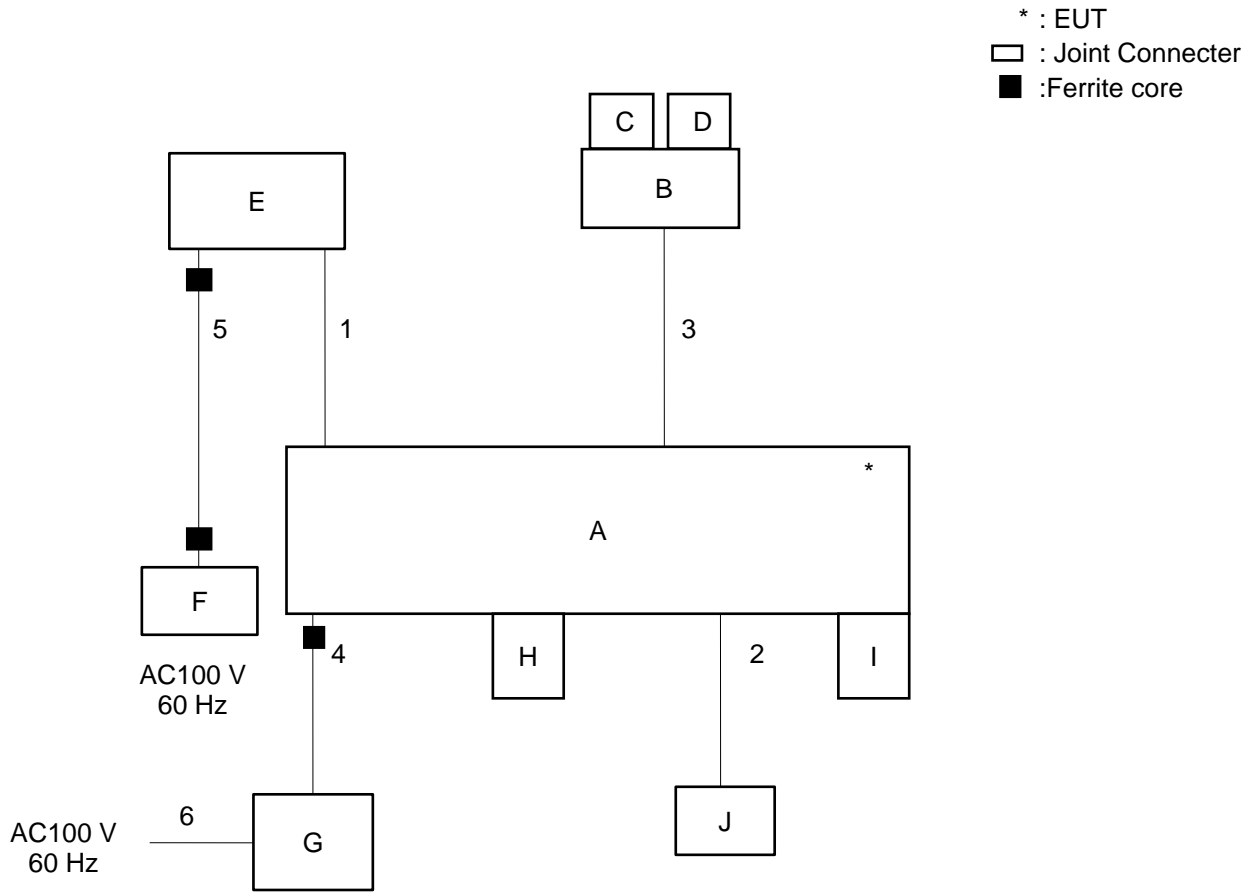 * : EUT
: Joint Connecter
:Ferrite core
C D
E
B
5 1 3
*
A
F
4 H 2 I
AC100 V
60 Hz
6
AC100 V
60 Hz
G
J